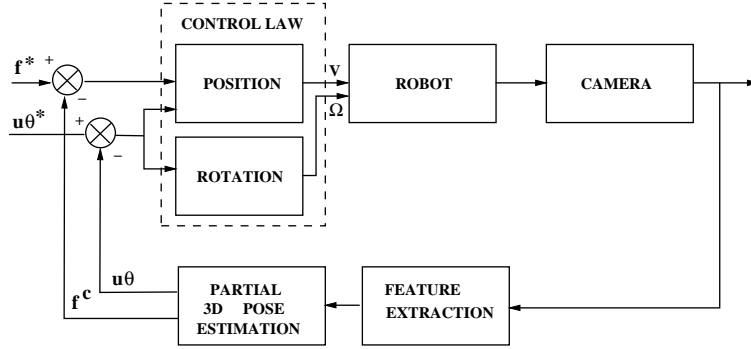 CONTROL LAW
f*
+
−
POSITION
V
ROBOT
CAMERA
uθ*
+
−
Ω
ROTATION
uθ
f^c
PARTIAL
3D POSE
ESTIMATION
FEATURE
EXTRACTION